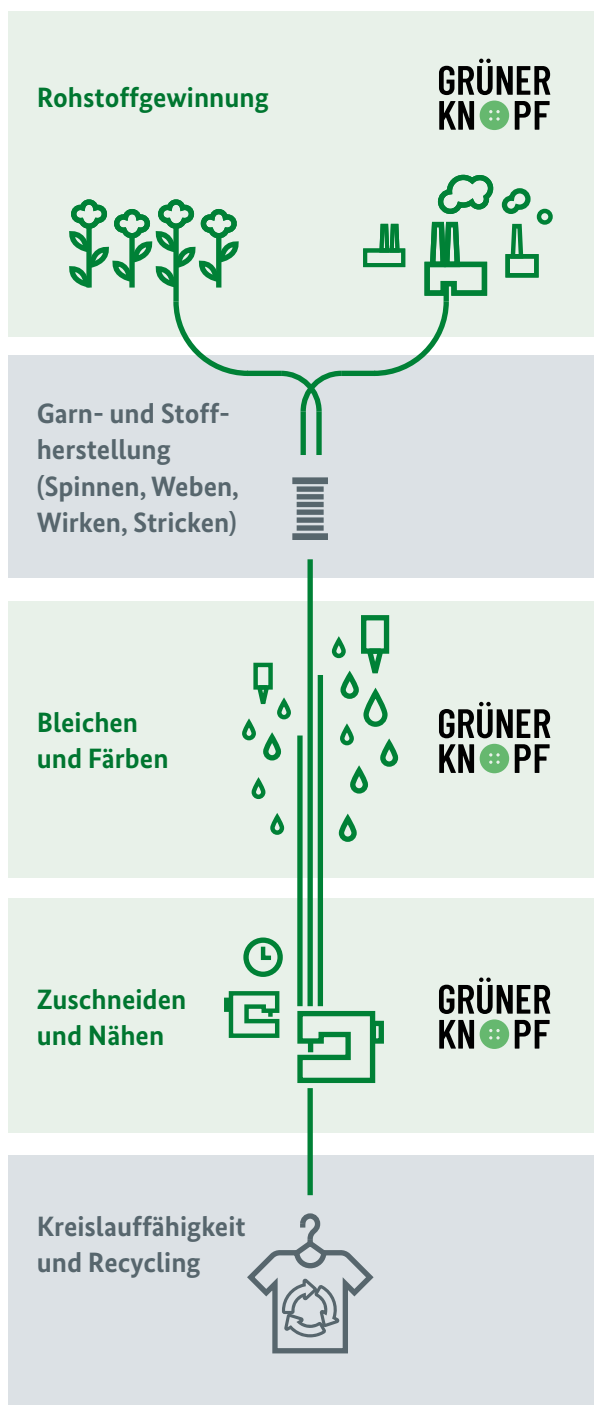 Rohstoffgewinnung
GRÜNER
KNOPF
Garn- und Stoff-
herstellung
(Spinnen, Weben,
Wirken, Stricken)
Bleichen
und Färben
GRÜNER
KNOPF
Zuschneiden
und Nähen
GRÜNER
KNOPF
Kreislauffähigkeit
und Recycling